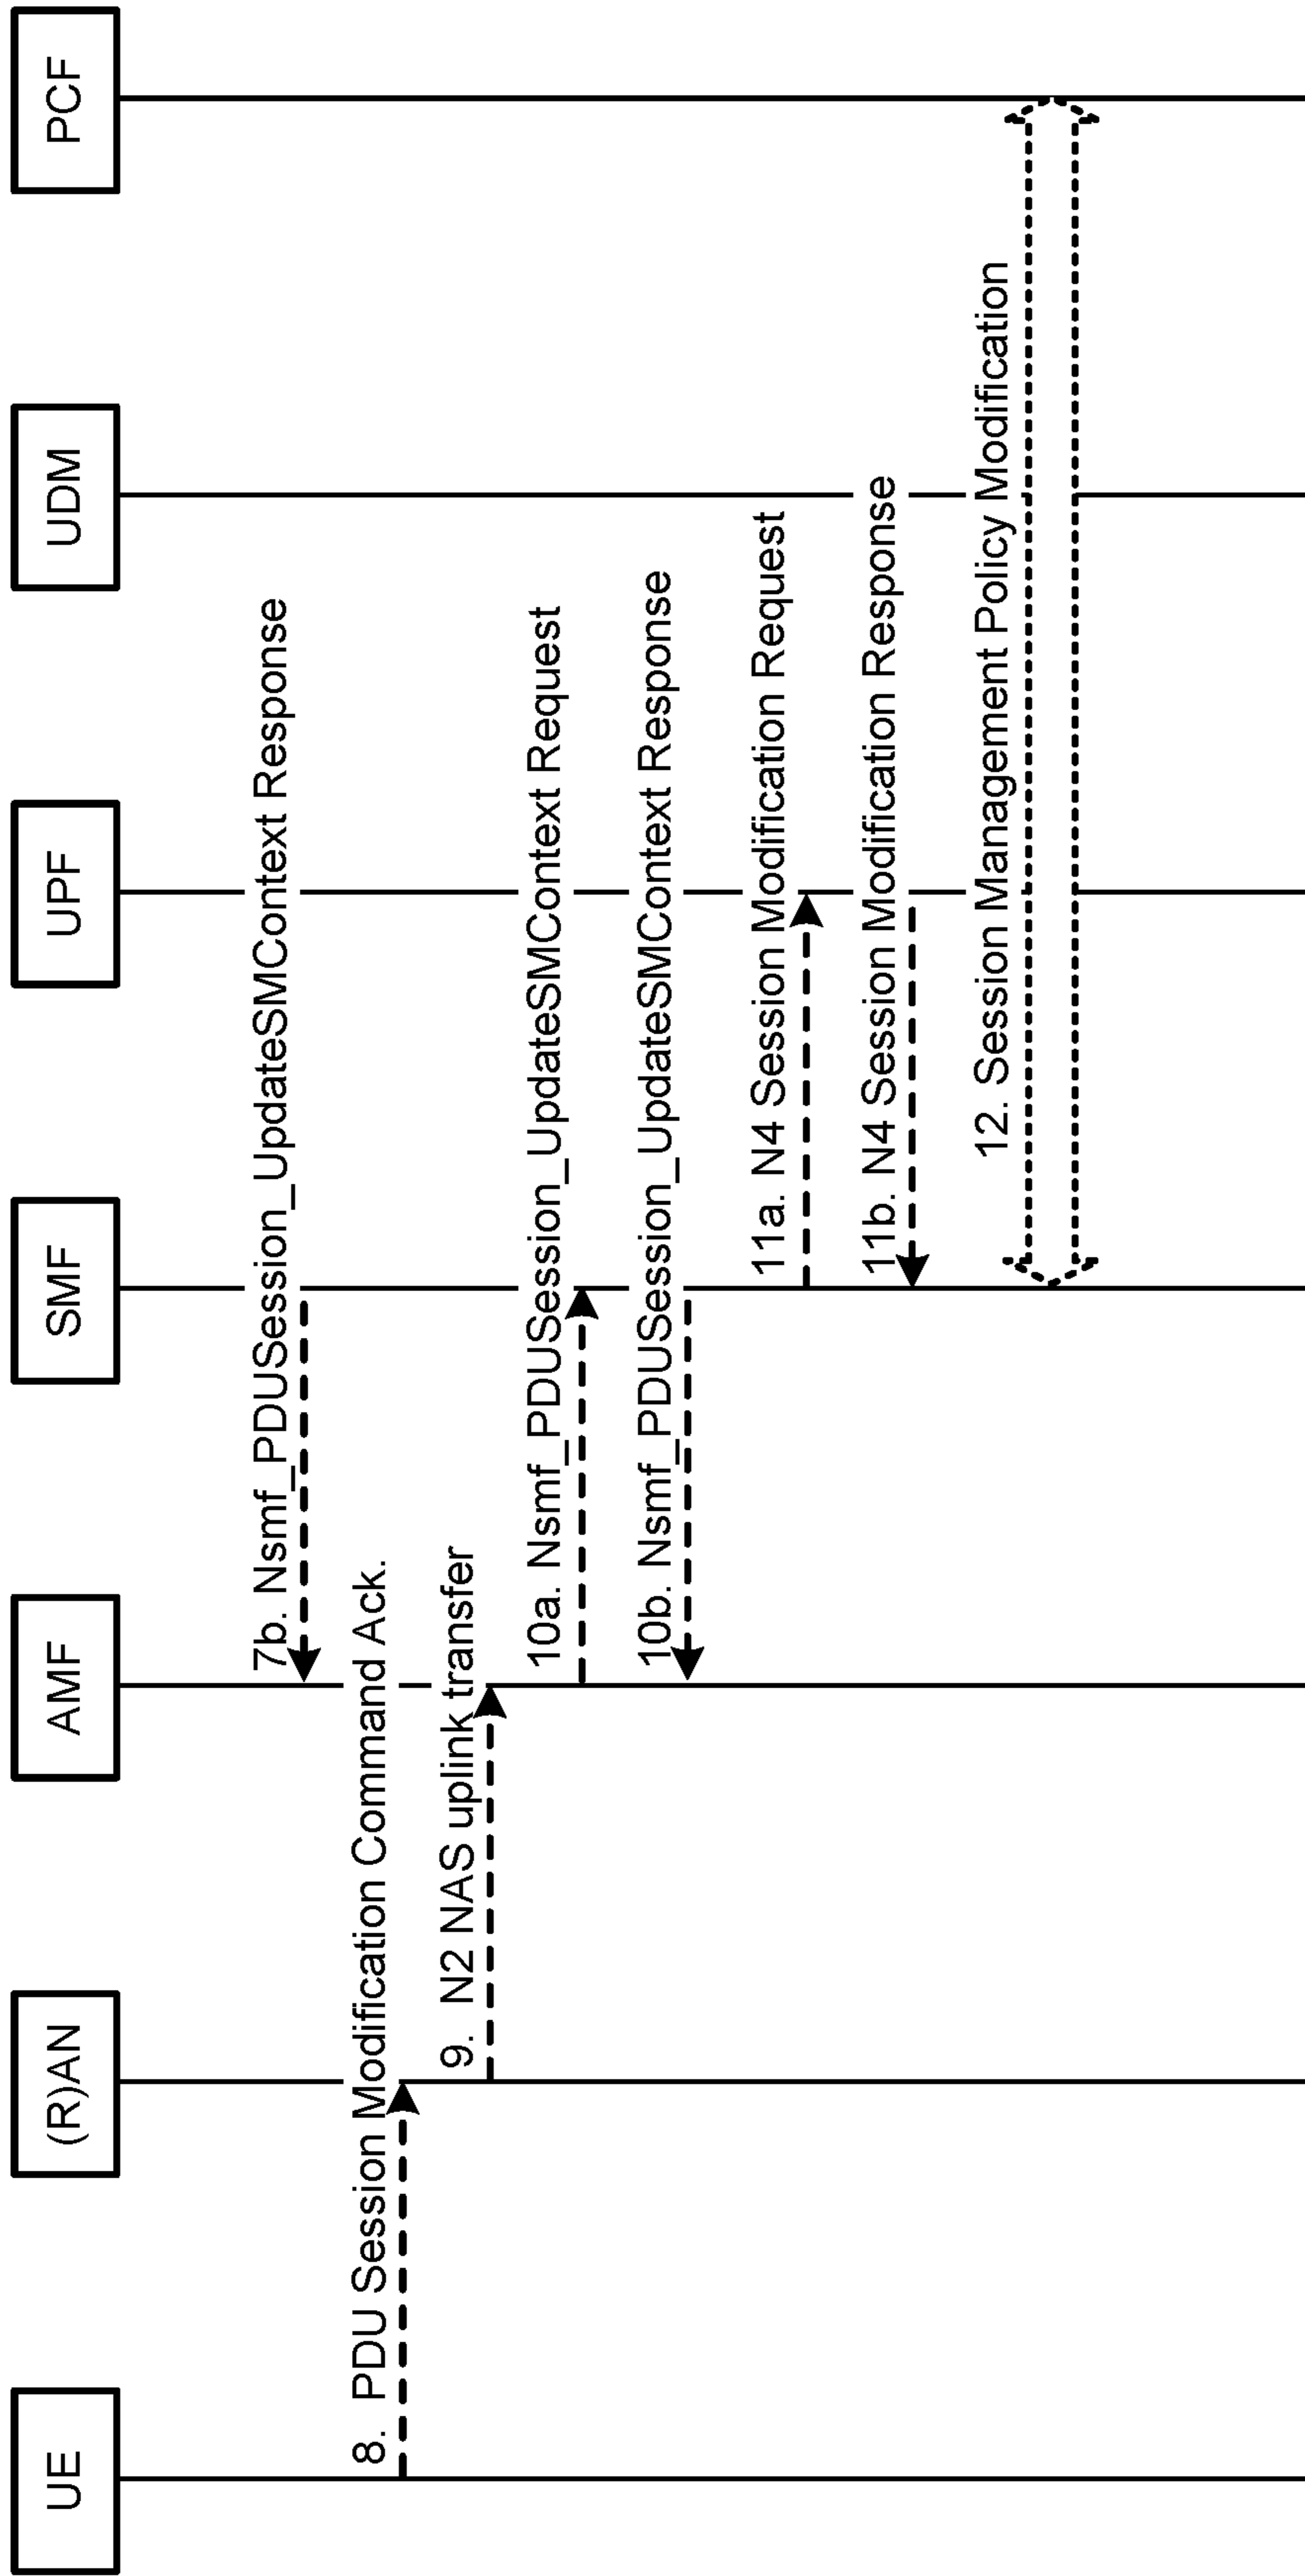 UE
(R)AN
AMF
SMF
UPF
UDM
PCF
7b. Nsmf_PDUSession_UpdateSMContext Response
8. PDU Session Modification Command Ack.
9. N2 NAS uplink transfer
10a. Nsmf_PDUSession_UpdateSMContext Request
10b. Nsmf_PDUSession_UpdateSMContext Response
11a. N4 Session Modification Request
11b. N4 Session Modification Response
12. Session Management Policy Modification